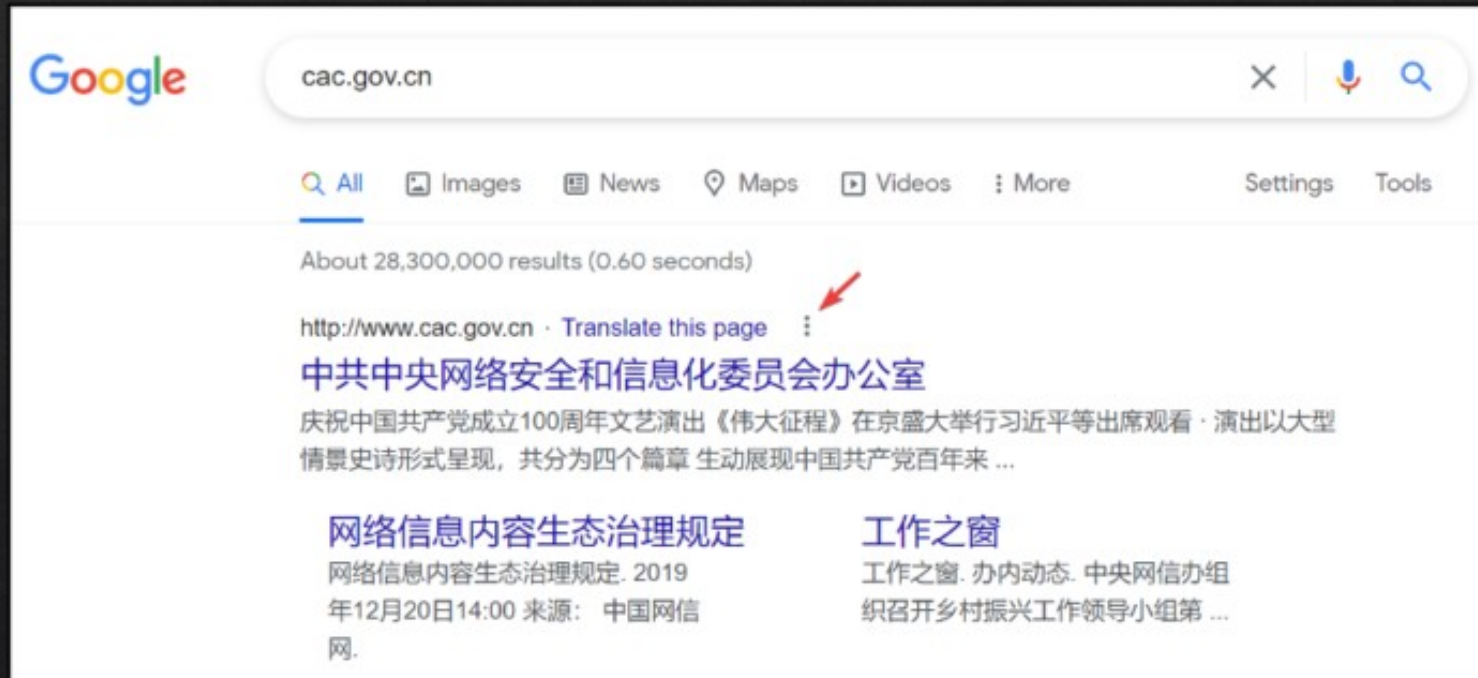 Google
cac.gov.cn
All Images News Maps Videos More Settings Tools
About 28,300,000 results (0.60 seconds)
http://www.cac.gov.cn · Translate this page
中共中央网络安全和信息化委员会办公室
庆祝中国共产党成立100周年文艺演出《伟大征程》在京盛大举行习近平等出席观看 · 演出以大型
情景史诗形式呈现，共分为四个篇章 生动展现中国共产党百年来 ...
网络信息内容生态治理规定
网络信息内容生态治理规定. 2019
年12月20日14:00 来源： 中国网信
网.
工作之窗
工作之窗. 办内动态. 中央网信办组
织召开乡村振兴工作领导小组第 ...